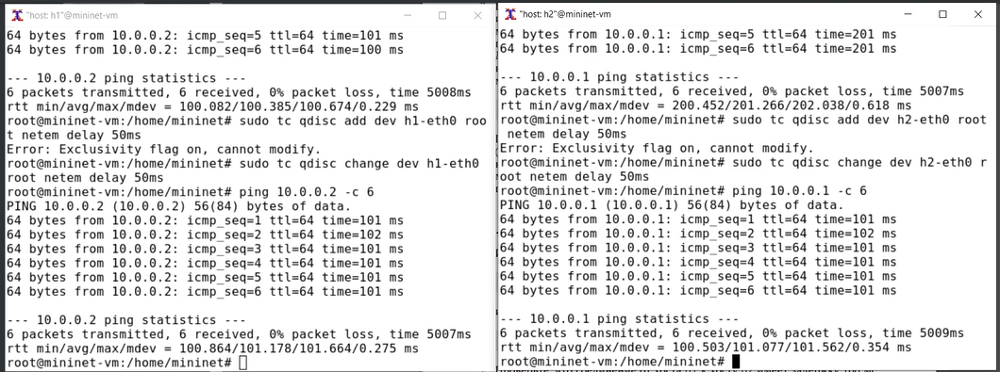 "host: h1"@mininet-vm
64 bytes from 10.0.0.2: icmp_seq=5 ttl=64 time=101 ms
64 bytes from 10.0.0.2: icmp_seq=6 ttl=64 time=100 ms
--- 10.0.0.2 ping statistics ---
6 packets transmitted, 6 received, 0% packet loss, time 5008ms
rtt min/avg/max/mdev = 100.082/100.385/100.674/0.229 ms
root@mininet-vm:/home/mininet# sudo tc qdisc add dev h1-eth0 roo
t netem delay 50ms
Error: Exclusivity flag on, cannot modify.
root@mininet-vm:/home/mininet# sudo tc qdisc change dev h1-eth0
root netem delay 50ms
root@mininet-vm:/home/mininet# ping 10.0.0.2 -c 6
PING 10.0.0.2 (10.0.0.2) 56(84) bytes of data.
64 bytes from 10.0.0.2: icmp_seq=1 ttl=64 time=101 ms
64 bytes from 10.0.0.2: icmp_seq=2 ttl=64 time=102 ms
64 bytes from 10.0.0.2: icmp_seq=3 ttl=64 time=101 ms
64 bytes from 10.0.0.2: icmp_seq=4 ttl=64 time=101 ms
64 bytes from 10.0.0.2: icmp_seq=5 ttl=64 time=101 ms
64 bytes from 10.0.0.2: icmp_seq=6 ttl=64 time=101 ms
--- 10.0.0.2 ping statistics ---
6 packets transmitted, 6 received, 0% packet loss, time 5007ms
rtt min/avg/max/mdev = 100.864/101.178/101.664/0.275 ms
root@mininet-vm:/home/mininet#
"host: h2"@mininet-vm
64 bytes from 10.0.0.1: icmp_seq=5 ttl=64 time=201 ms
64 bytes from 10.0.0.1: icmp_seq=6 ttl=64 time=201 ms
--- 10.0.0.1 ping statistics ---
6 packets transmitted, 6 received, 0% packet loss, time 5007ms
rtt min/avg/max/mdev = 200.452/201.266/202.038/0.618 ms
root@mininet-vm:/home/mininet# sudo tc qdisc add dev h2-eth0 root
netem delay 50ms
Error: Exclusivity flag on, cannot modify.
root@mininet-vm:/home/mininet# sudo tc qdisc change dev h2-eth0 r
oot netem delay 50ms
root@mininet-vm:/home/mininet# ping 10.0.0.1 -c 6
PING 10.0.0.1 (10.0.0.1) 56(84) bytes of data.
64 bytes from 10.0.0.1: icmp_seq=1 ttl=64 time=101 ms
64 bytes from 10.0.0.1: icmp_seq=2 ttl=64 time=102 ms
64 bytes from 10.0.0.1: icmp_seq=3 ttl=64 time=101 ms
64 bytes from 10.0.0.1: icmp_seq=4 ttl=64 time=101 ms
64 bytes from 10.0.0.1: icmp_seq=5 ttl=64 time=101 ms
64 bytes from 10.0.0.1: icmp_seq=6 ttl=64 time=101 ms
--- 10.0.0.1 ping statistics ---
6 packets transmitted, 6 received, 0% packet loss, time 5009ms
rtt min/avg/max/mdev = 100.503/101.077/101.562/0.354 ms
root@mininet-vm:/home/mininet#